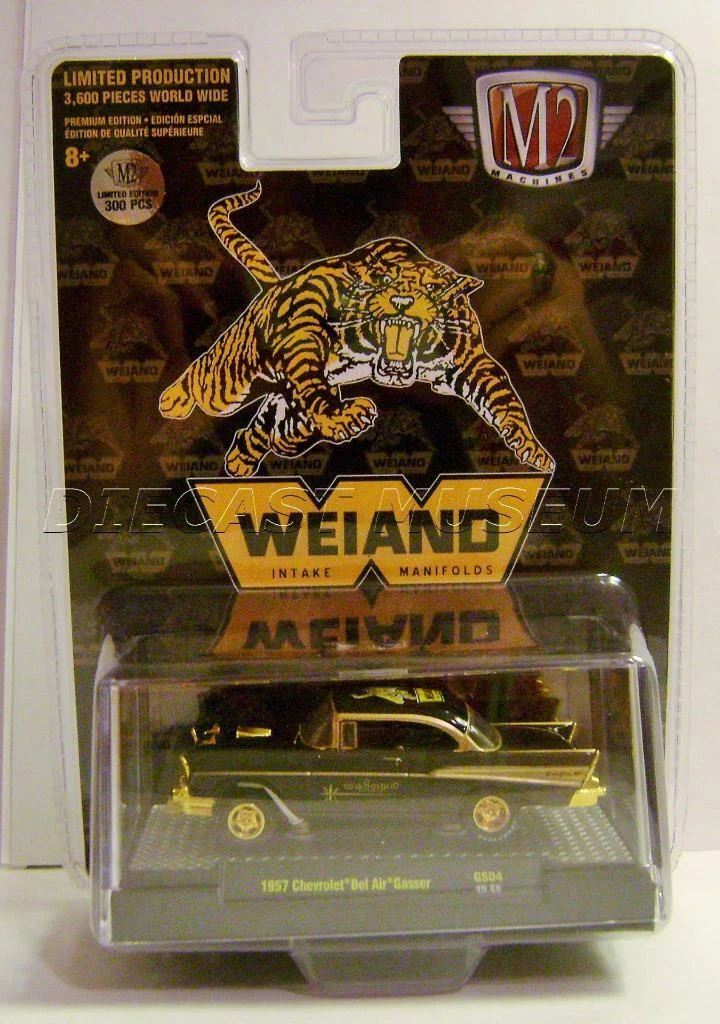 LIMITED PRODUCTION
3,600 PIECES WORLD WIDE
PREMIUM EDITION • EDICIÓN ESPCIAL
ÉDITION DE QUALITÉ SUPÉRIEURE
8+
M2
LIMITED EDITION
300 PCS
M2
MACHINES
DIECAST MUSEUM
WEIAND
INTAKE MANIFOLDS
1957 Chevrolet® Bel Air® Gasser
GS04